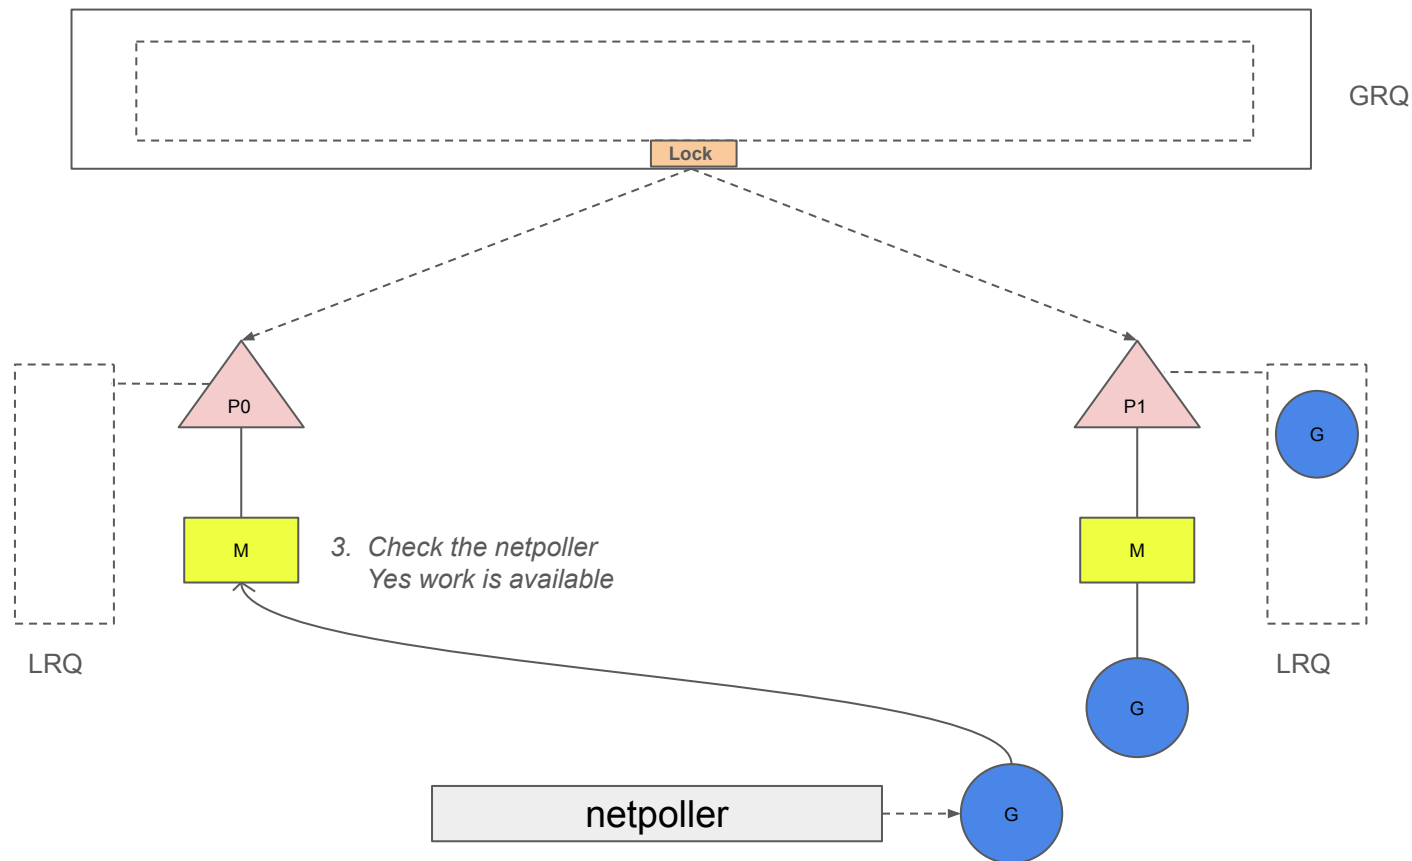 GRQ
Lock
P0
P1
G
M
3. Check the netpoller
Yes work is available
M
LRQ
LRQ
G
netpoller
G